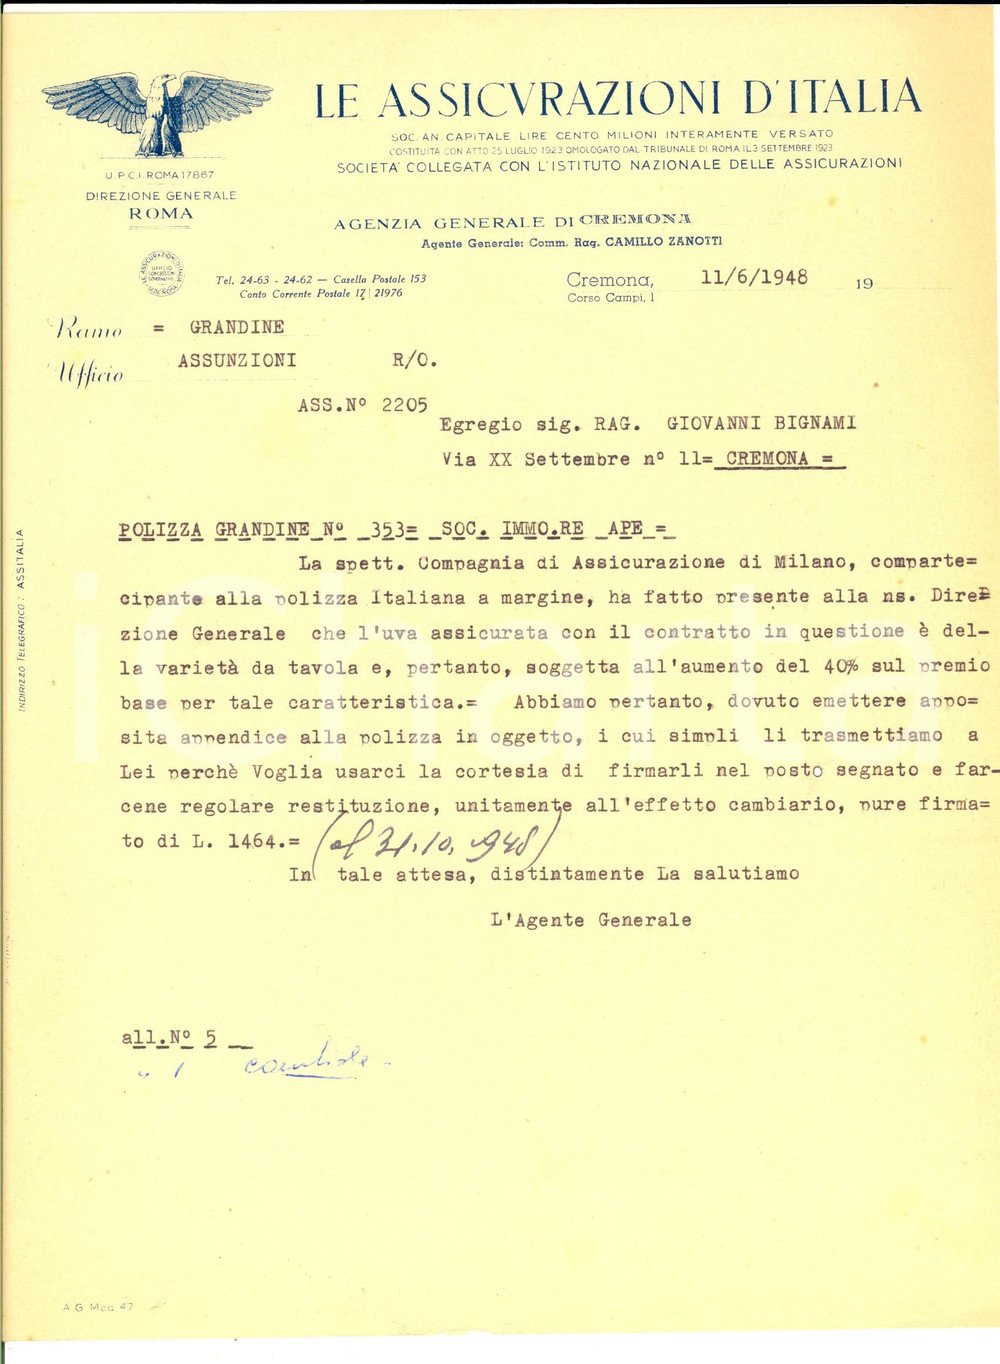 LE ASSICVRAZIONI D'ITALIA
SOC. AN. CAPITALE LIRE CENTO MILIONI INTERAMENTE VERSATO
COSTITUITA CON ATTO 25 LUGLIO 1923 OMOLOGATO DAL TRIBUNALE DI ROMA IL 3 SETTEMBRE 1923
SOCIETA' COLLEGATA CON L'ISTITUTO NAZIONALE DELLE ASSICURAZIONI
U.P.C.I. ROMA 17867
DIREZIONE GENERALE
ROMA
AGENZIA GENERALE DI CREMONA
Agente Generale: Comm. Rag. CAMILLO ZANOTTI
Tel. 24-63 - 24-62 — Casella Postale 153
Conto Corrente Postale 17 | 21976
Cremona, 11/6/1948 19
Corso Campi, 1
Ramo = GRANDINE
Ufficio ASSUNZIONI R/O.
ASS.N° 2205
Egregio sig. RAG. GIOVANNI BIGNAMI
Via XX Settembre n° 11= CREMONA =
POLIZZA GRANDINE N° 353= SOC. IMMO.RE APE =
La spett. Compagnia di Assicurazione di Milano, comparte=
cipante alla polizza Italiana a margine, ha fatto presente alla ns. Dire=
zione Generale che l'uva assicurata con il contratto in questione è del-
la varietà da tavola e, pertanto, soggetta all'aumento del 40% sul premio
base per tale caratteristica.= Abbiamo pertanto, dovuto emettere appo=
sita appendice alla polizza in oggetto, i cui simpli li trasmettiamo a
Lei perchè Voglia usarci la cortesia di firmarli nel posto segnato e far-
cene regolare restituzione, unitamente all'effetto cambiario, pure firma=
to di L. 1464.= (al 31.10.1948)
In tale attesa, distintamente La salutiamo
L'Agente Generale
all.N° 5
" 1
INDIRIZZO TELEGRAFICO: ASSITALIA
A G Mod 47
iChara